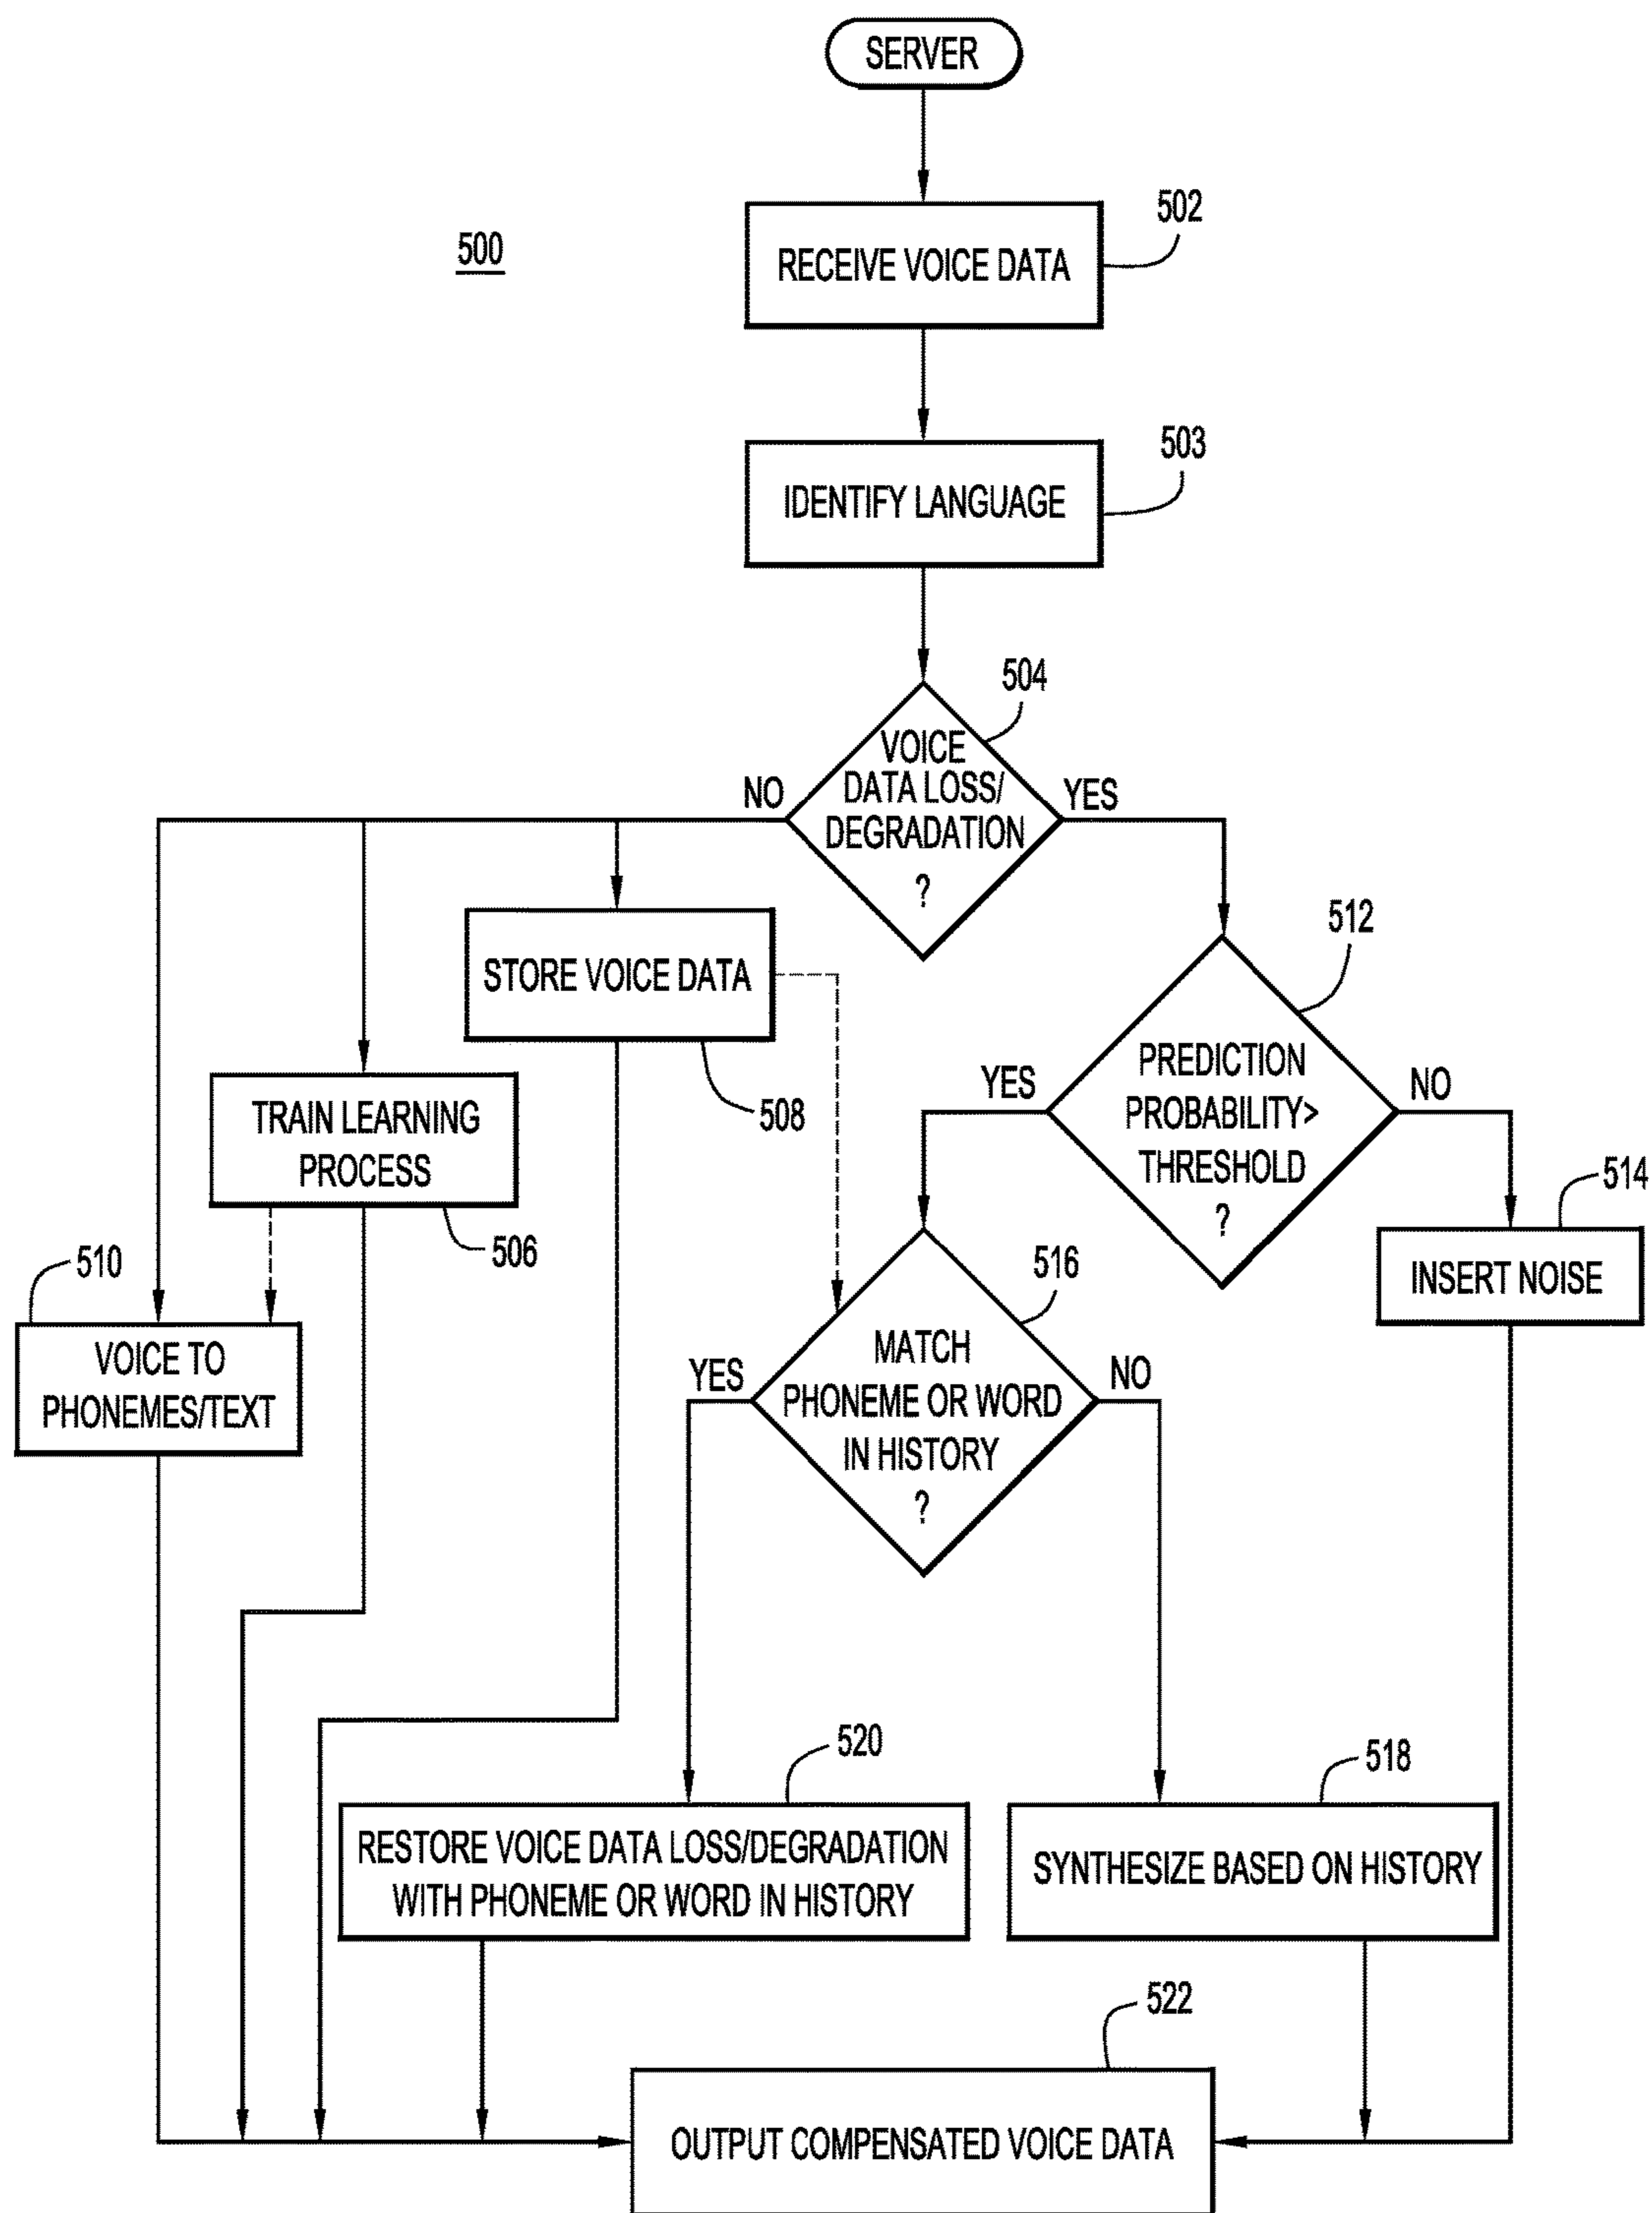 SERVER
502
500
RECEIVE VOICE DATA
503
IDENTIFY LANGUAGE
504
VOICE
DATA LOSS/
DEGRADATION
?
NO
YES
512
STORE VOICE DATA
508
PREDICTION
PROBABILITY>
THRESHOLD
?
YES
NO
TRAIN LEARNING
PROCESS
506
514
INSERT NOISE
510
VOICE TO
PHONEMES/TEXT
516
MATCH
PHONEME OR WORD
IN HISTORY
?
YES
NO
520
518
RESTORE VOICE DATA LOSS/DEGRADATION
WITH PHONEME OR WORD IN HISTORY
SYNTHESIZE BASED ON HISTORY
522
OUTPUT COMPENSATED VOICE DATA